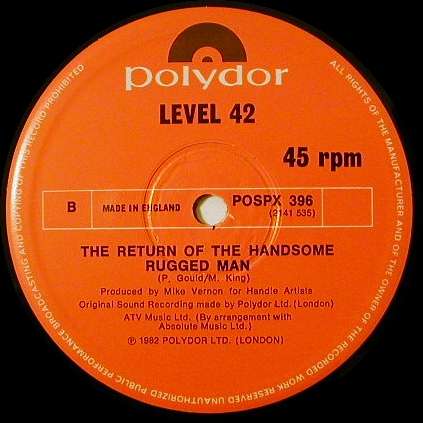 polydor
LEVEL 42
45 rpm
B
MADE IN ENGLAND
POSPX 396
(2141 535)
THE RETURN OF THE HANDSOME
RUGGED MAN
(P. Gould/M. King)
Produced by Mike Vernon for Handle Artists
Original Sound Recording made by Polydor Ltd. (London)
ATV Music Ltd. (By arrangement with
Absolute Music Ltd.)
℗ 1982 POLYDOR LTD. (LONDON)
ALL RIGHTS OF THE MANUFACTURER AND OF THE OWNER OF THE RECORDED WORK RESERVED UNAUTHORIZED PUBLIC PERFORMANCE BROADCASTING AND COPYING OF THIS RECORD PROHIBITED